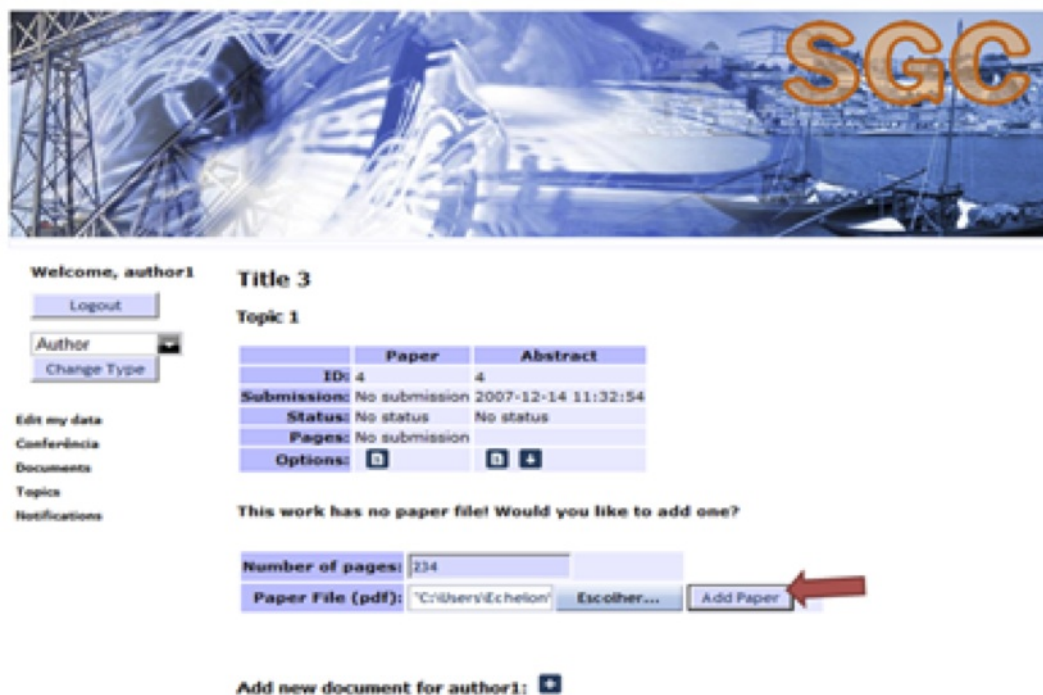 SGC
Welcome, author1
Logout
Author
Change Type
Edit my data
Conferência
Documents
Topics
Notifications
Title 3
Topic 1
Paper Abstract
ID: 4 4
Submission: No submission 2007-12-14 11:32:54
Status: No status No status
Pages: No submission
Options:
This work has no paper file! Would you like to add one?
Number of pages: 234
Paper File (pdf): "C:\Users\Echelon\ Escolher... Add Paper
Add new document for author1: